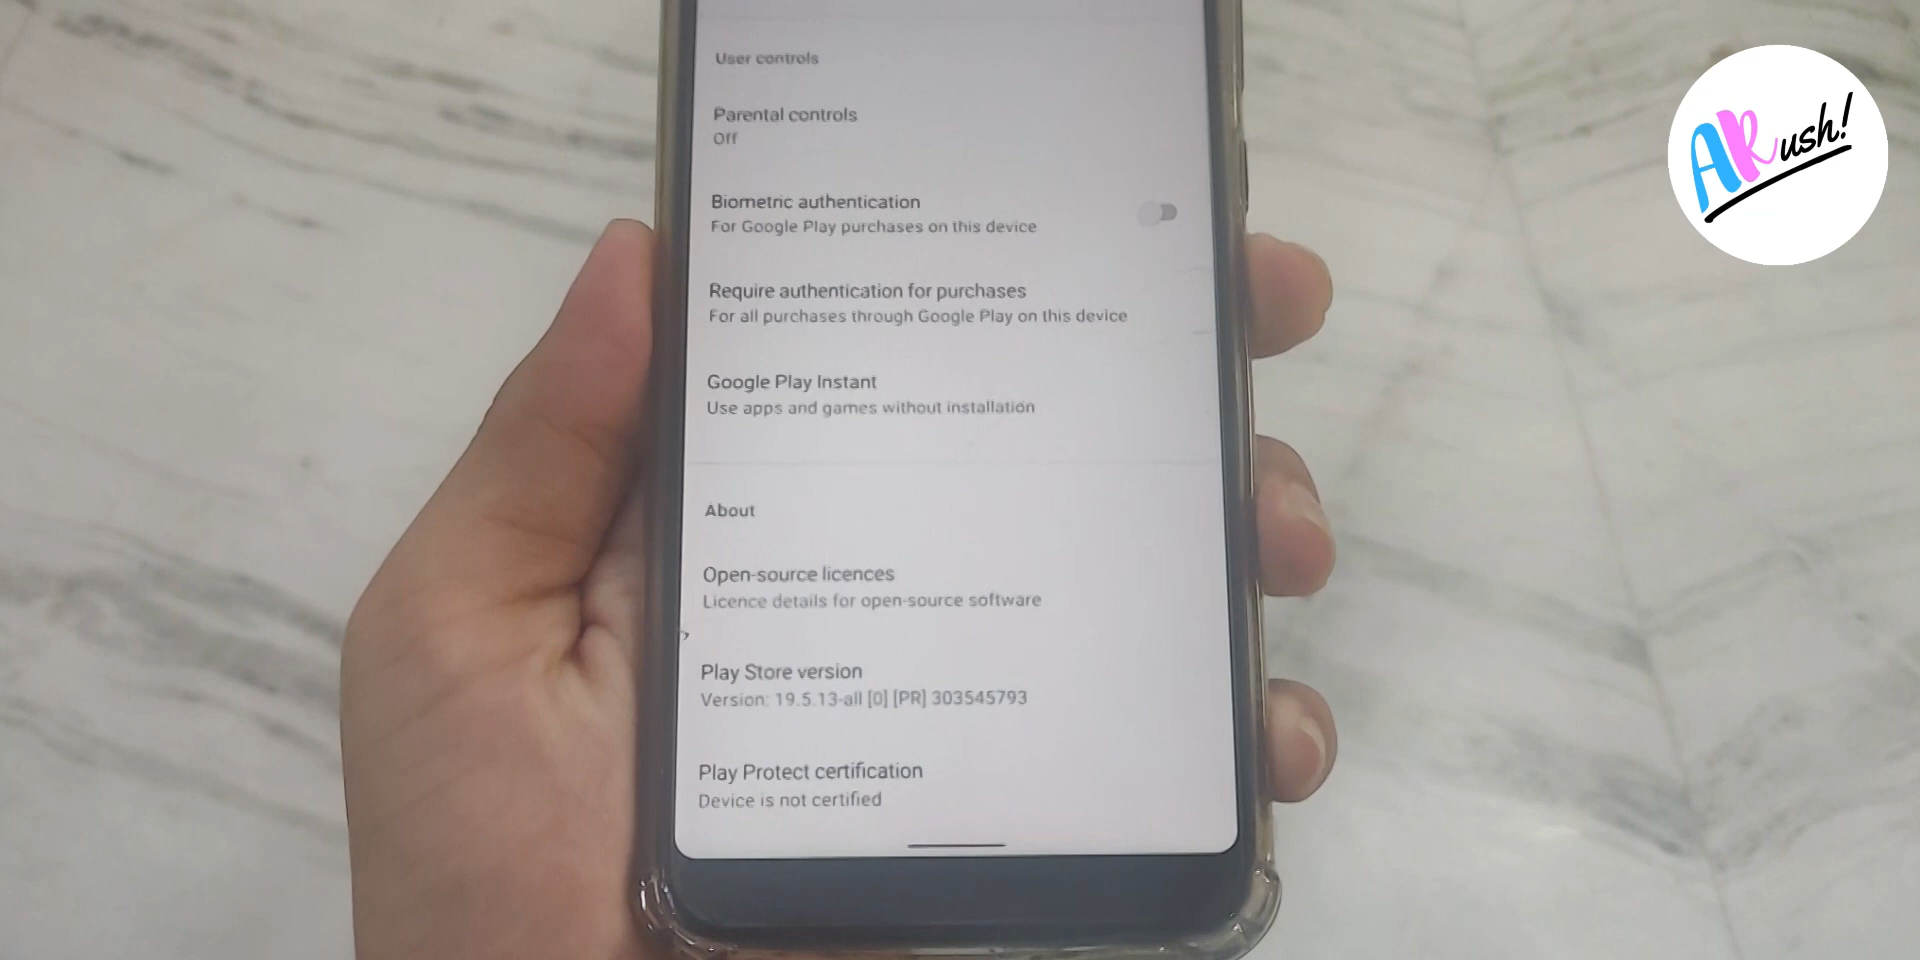 User controls
Parental controls
Off
Biometric authentication
For Google Play purchases on this device
Require authentication for purchases
For all purchases through Google Play on this device
Google Play Instant
Use apps and games without installation
About
Open-source licences
Licence details for open-source software
Play Store version
Version: 19.5.13-all [0] [PR] 303545793
Play Protect certification
Device is not certified
ARush!